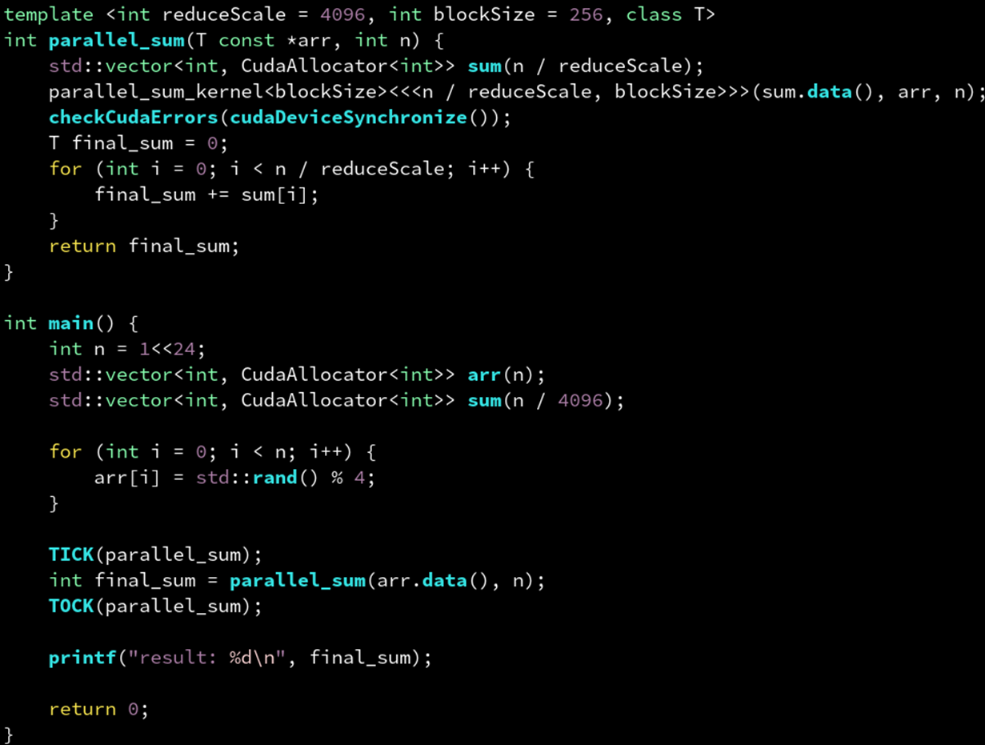 template <int reduceScale = 4096, int blockSize = 256, class T>
int parallel_sum(T const *arr, int n) {
    std::vector<int, CudaAllocator<int>> sum(n / reduceScale);
    parallel_sum_kernel<blockSize><<<n / reduceScale, blockSize>>>(sum.data(), arr, n);
    checkCudaErrors(cudaDeviceSynchronize());
    T final_sum = 0;
    for (int i = 0; i < n / reduceScale; i++) {
        final_sum += sum[i];
    }
    return final_sum;
}

int main() {
    int n = 1<<24;
    std::vector<int, CudaAllocator<int>> arr(n);
    std::vector<int, CudaAllocator<int>> sum(n / 4096);

    for (int i = 0; i < n; i++) {
        arr[i] = std::rand() % 4;
    }

    TICK(parallel_sum);
    int final_sum = parallel_sum(arr.data(), n);
    TOCK(parallel_sum);

    printf("result: %d\n", final_sum);

    return 0;
}